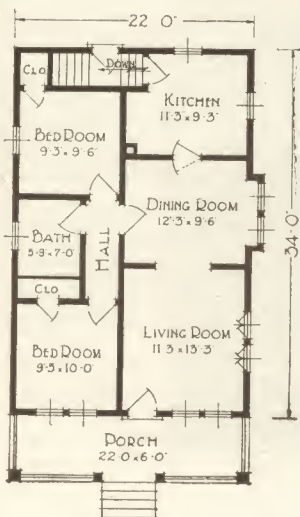 22'0"
CLO
DOWN
KITCHEN
11'-3" x 9'-3"
BED ROOM
9'-3" x 9'-6"
DINING ROOM
12'-3" x 9'-6"
34'-0"
BATH
5'-9" x 7'-0"
HALL
CLO
LIVING ROOM
11'-3" x 13'-3"
BED ROOM
9'-5" x 10'-0"
PORCH
22'-0 x 6'-0"